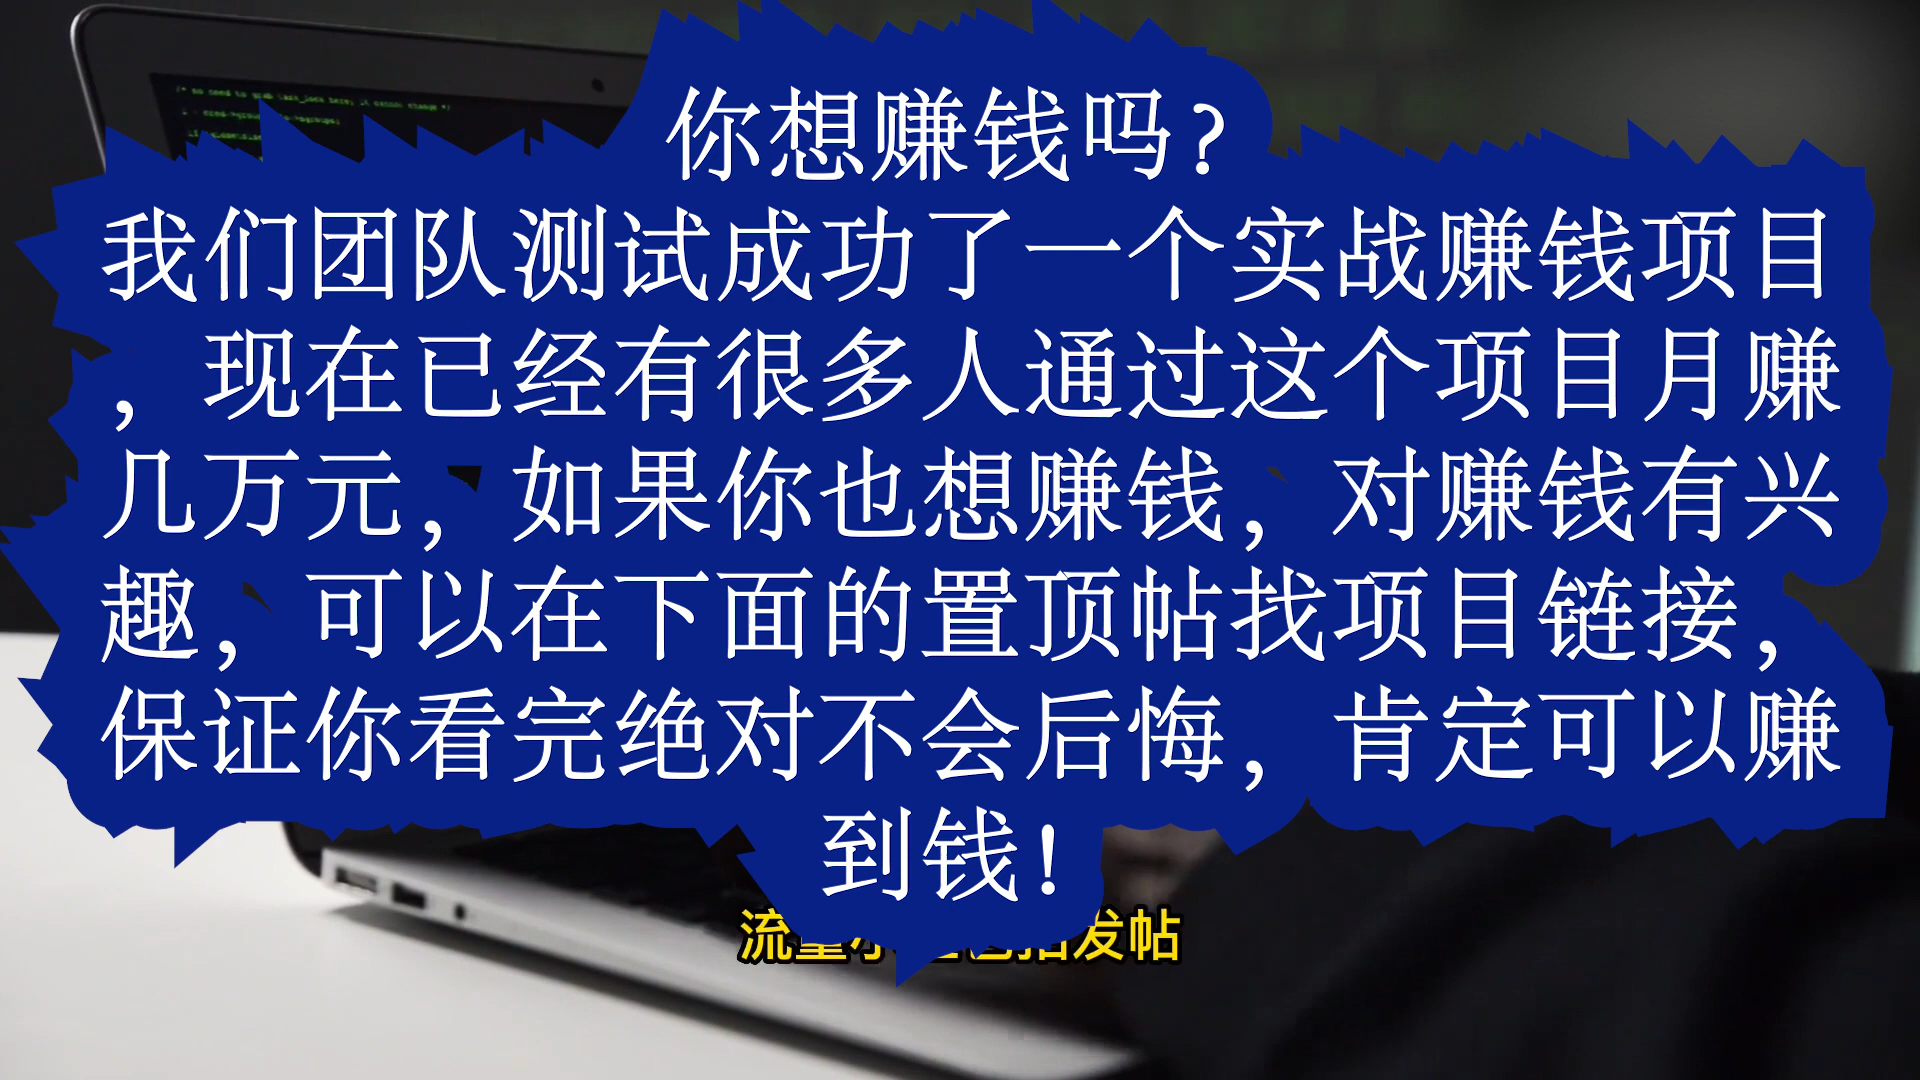 你想赚钱吗?
我们团队测试成功了一个实战赚钱项目
，现在已经有很多人通过这个项目月赚
几万元，如果你也想赚钱，对赚钱有兴
趣，可以在下面的置顶帖找项目链接，
保证你看完绝对不会后悔，肯定可以赚
到钱!
发帖